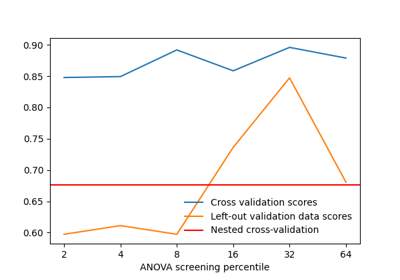 0.90
0.85
0.80
0.75
0.70
0.65
0.60
Cross validation scores
Left-out validation data scores
Nested cross-validation
2 4 8 16 32 64
ANOVA screening percentile